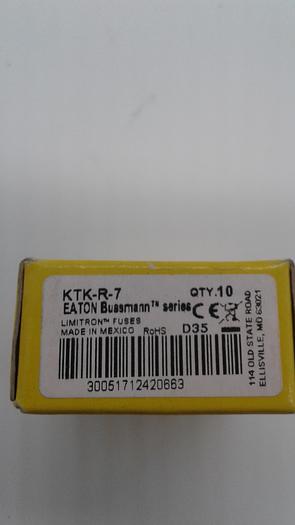 KTK-R-7 QTY.10
EATON Bussmann™ series CE
LIMITRON™ FUSES
MADE IN MEXICO RoHS D35
30051712420663
114 OLD STATE ROAD
ELLISVILLE, MO 63021